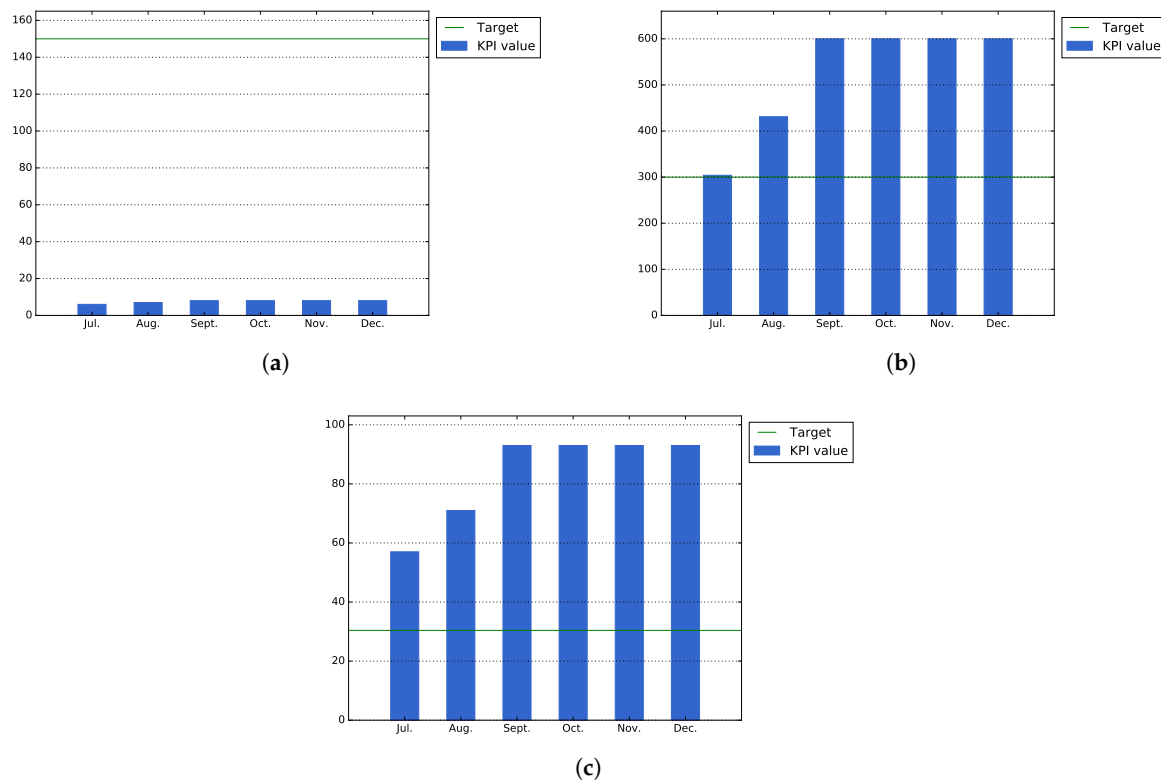 160
140
120
100
80
60
40
20
0
Jul. Aug. Sept. Oct. Nov. Dec.
Target
KPI value
(a)
600
500
400
300
200
100
0
Jul. Aug. Sept. Oct. Nov. Dec.
Target
KPI value
(b)
100
80
60
40
20
0
Jul. Aug. Sept. Oct. Nov. Dec.
Target
KPI value
(c)